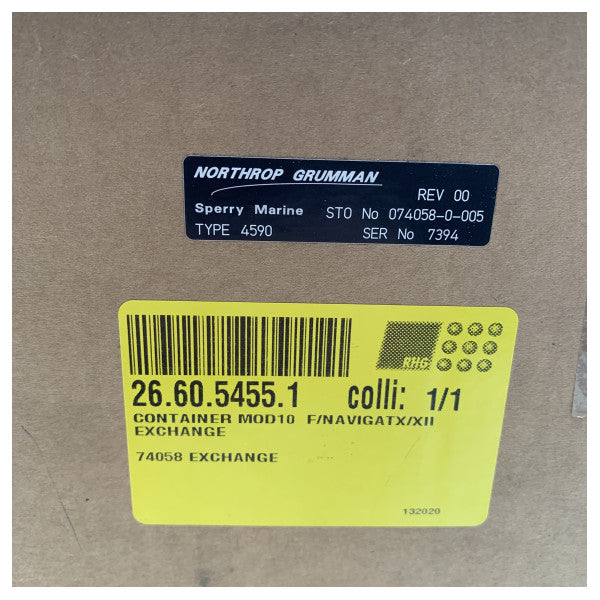 NORTHROP GRUMMAN
REV 00
Sperry Marine STO No 074058-0-005
TYPE 4590 SER No 7394
RHG
26.60.5455.1 colli: 1/1
CONTAINER MOD10 F/NAVIGATX/XII
EXCHANGE
74058 EXCHANGE
132020